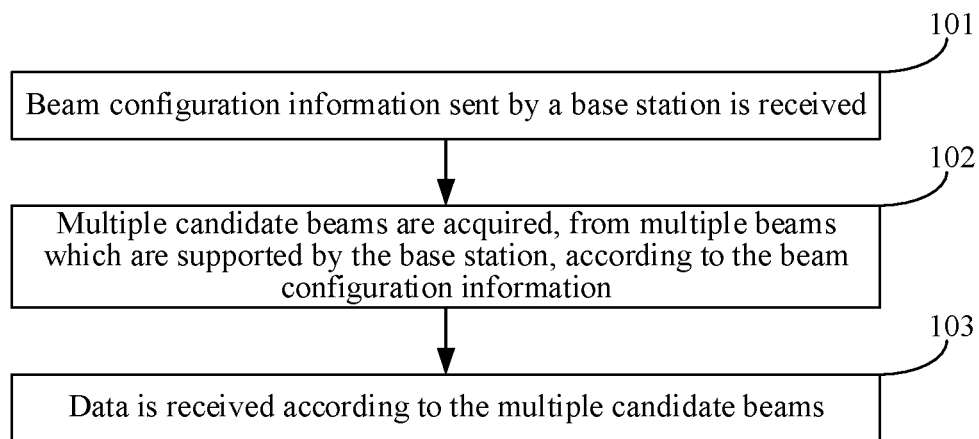 101
Beam configuration information sent by a base station is received
102
Multiple candidate beams are acquired, from multiple beams
which are supported by the base station, according to the beam
configuration information
103
Data is received according to the multiple candidate beams